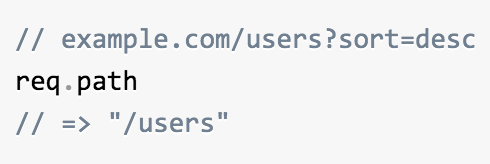 // example.com/users?sort=desc
req.path
// => "/users"